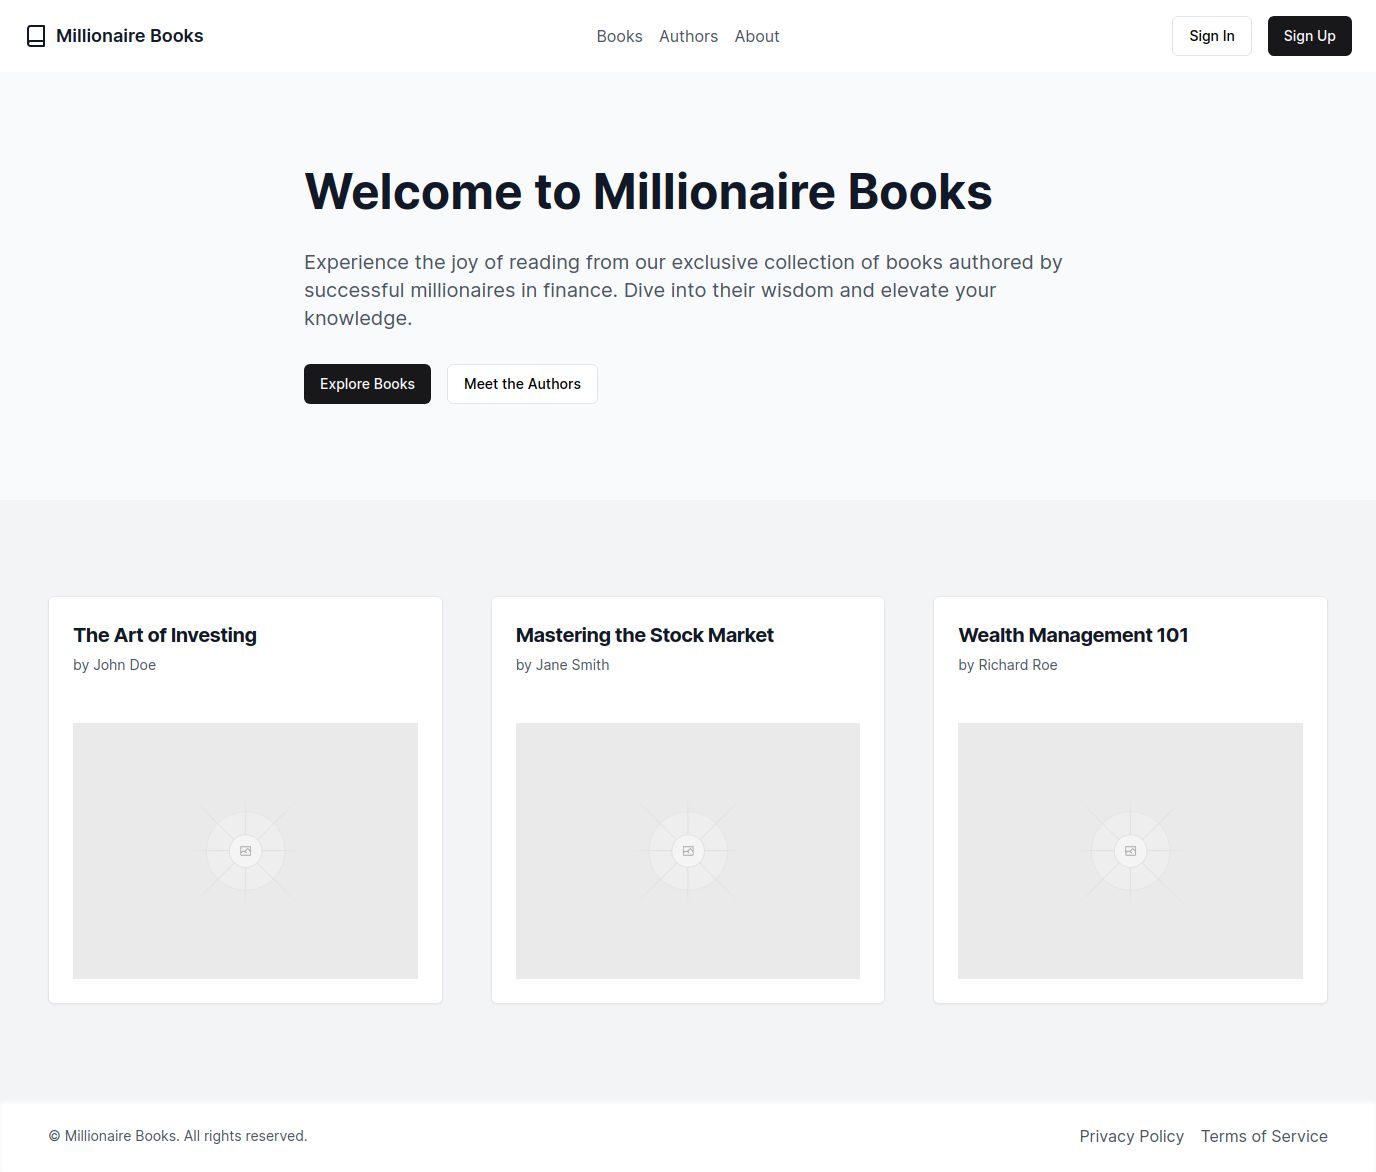 Millionaire Books
Books Authors About
Sign In
Sign Up
Welcome to Millionaire Books
Experience the joy of reading from our exclusive collection of books authored by
successful millionaires in finance. Dive into their wisdom and elevate your
knowledge.
Explore Books
Meet the Authors
The Art of Investing
by John Doe
Mastering the Stock Market
by Jane Smith
Wealth Management 101
by Richard Roe
© Millionaire Books. All rights reserved.
Privacy Policy Terms of Service